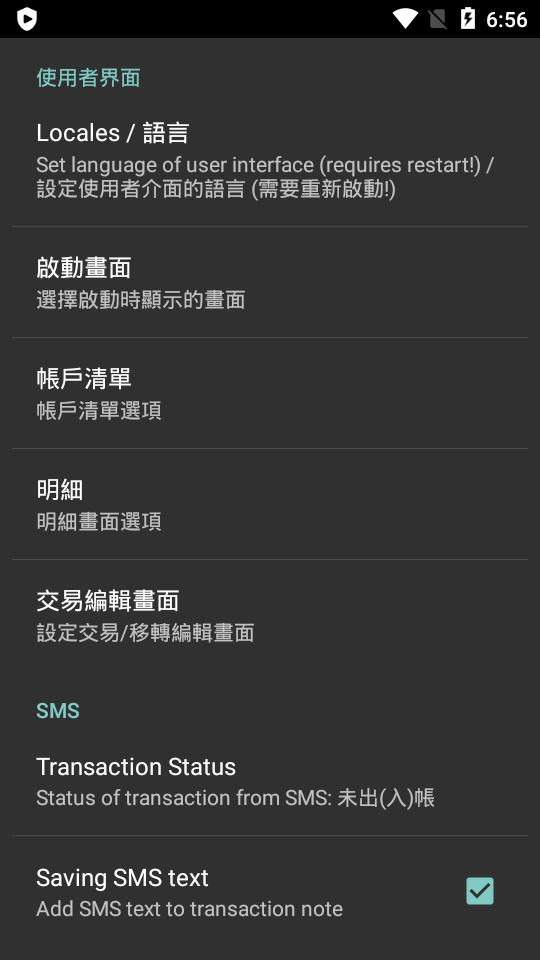 6:56
使用者界面
Locales / 語言
Set language of user interface (requires restart!) /
設定使用者介面的語言 (需要重新啟動!)
啟動畫面
選擇啟動時顯示的畫面
帳戶清單
帳戶清單選項
明細
明細畫面選項
交易編輯畫面
設定交易/移轉編輯畫面
SMS
Transaction Status
Status of transaction from SMS: 未出(入)帳
Saving SMS text
Add SMS text to transaction note